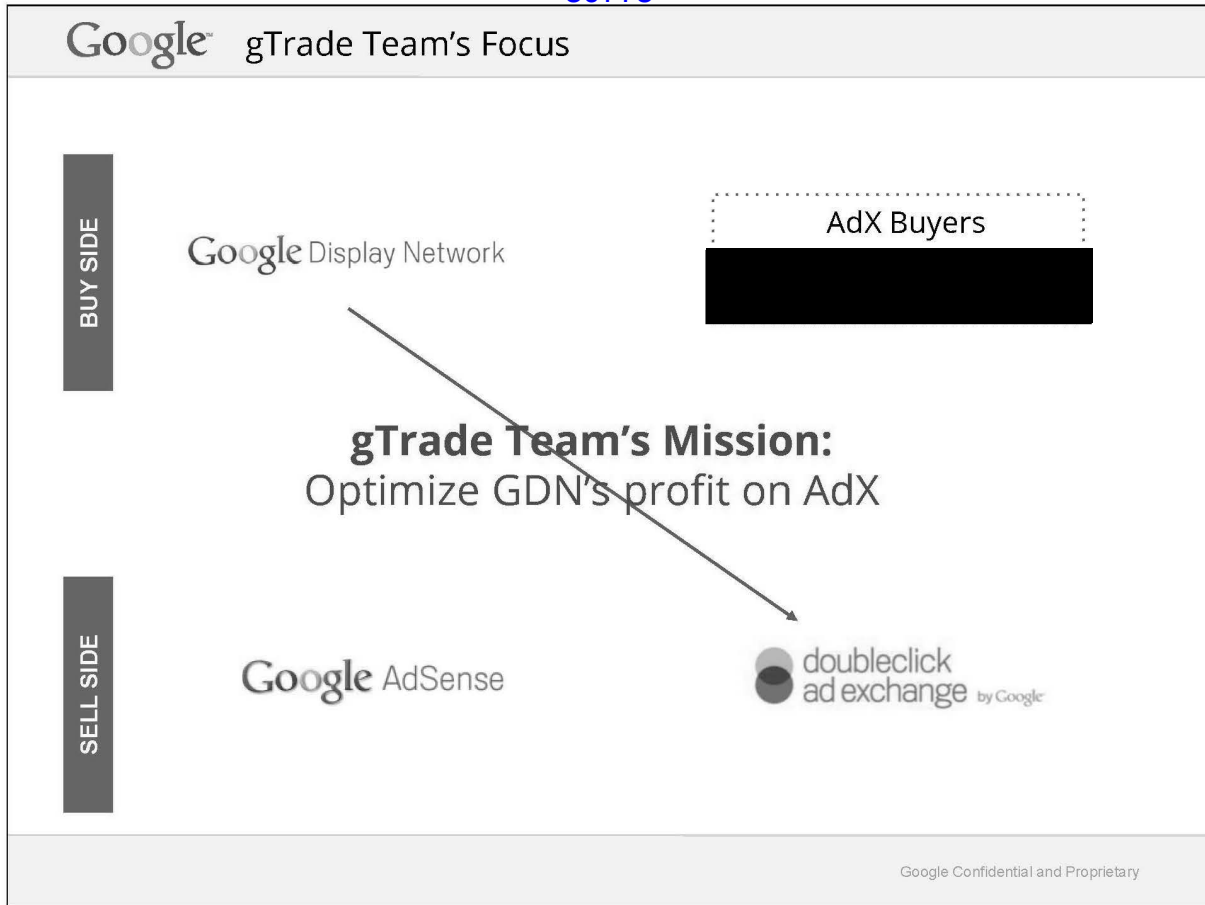 Google™ gTrade Team's Focus
BUY SIDE
Google Display Network
AdX Buyers
gTrade Team's Mission:
Optimize GDN's profit on AdX
SELL SIDE
Google AdSense
doubleclick
ad exchange by Google
Google Confidential and Proprietary